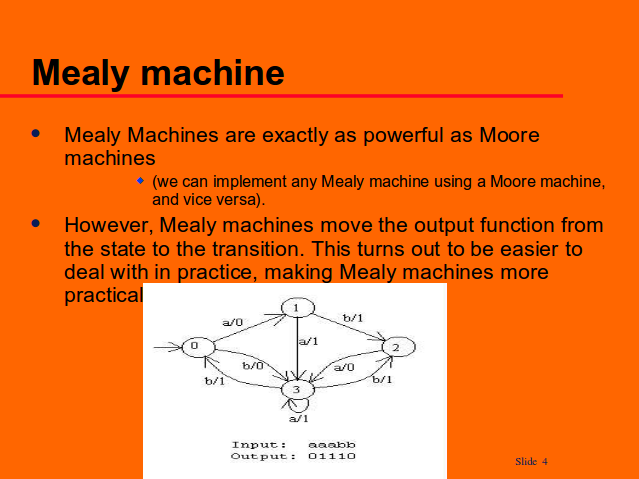 Mealy machine
Mealy Machines are exactly as powerful as Moore
machines
(we can implement any Mealy machine using a Moore machine,
and vice versa).
However, Mealy machines move the output function from
the state to the transition. This turns out to be easier to
deal with in practice, making Mealy machines more
practical
1
a/0
b/1
0
a/1
2
b/0
a/0
b/1
3
b/1
a/1
Input: aaabb
Output: 01110
Slide 4